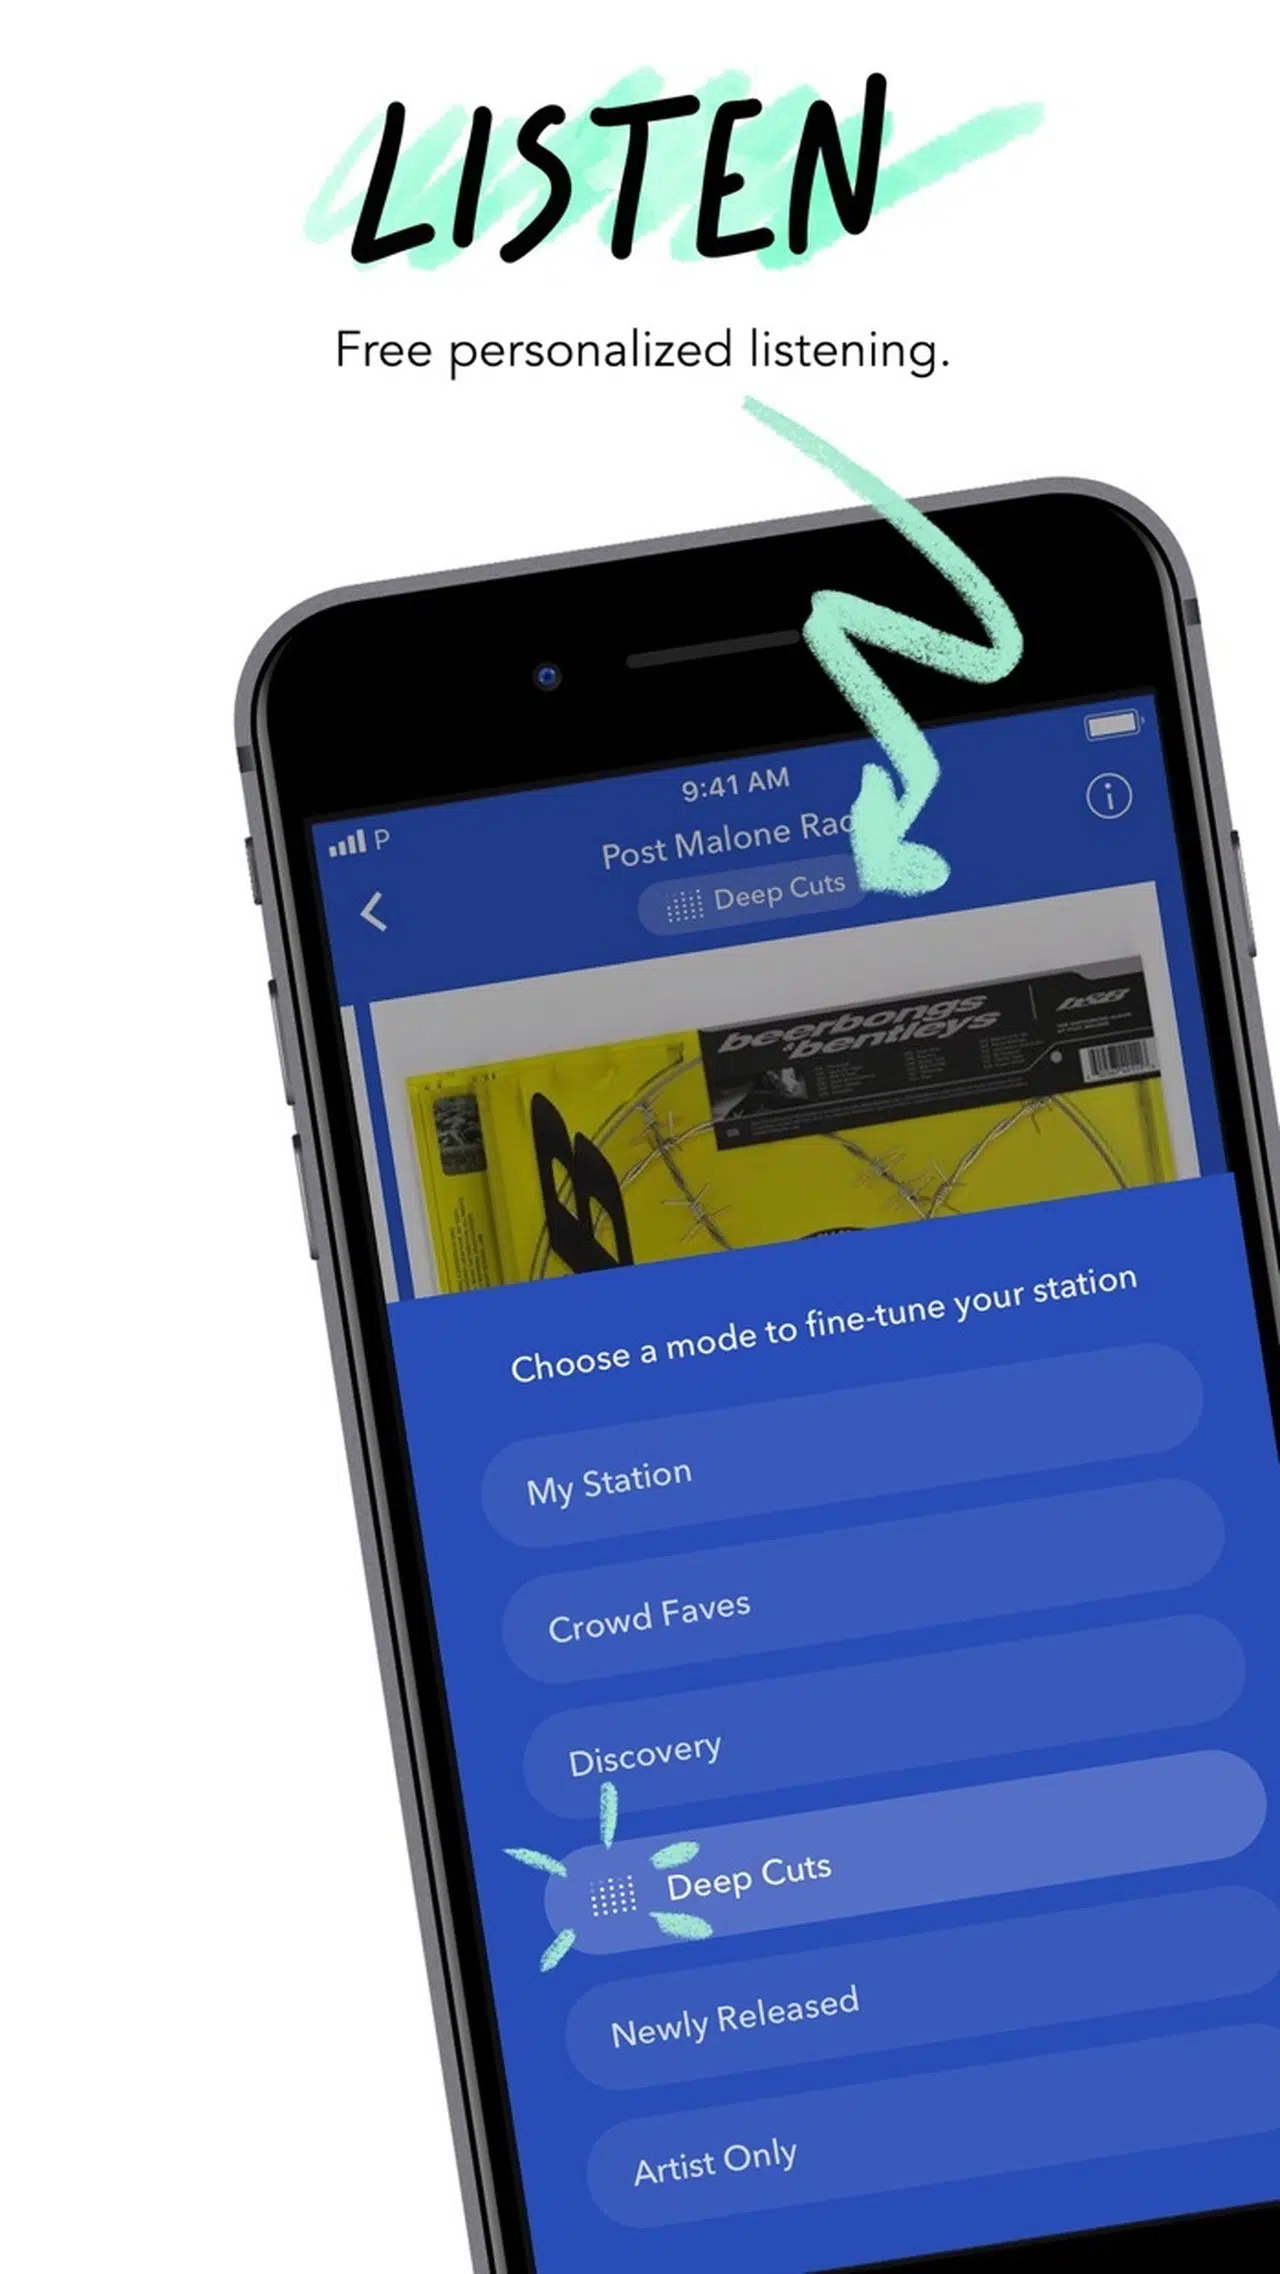 LISTEN
Free personalized listening.
9:41 AM
P
Post Malone Rad
Deep Cuts
beerbongs
& bentleys
b&b
Choose a mode to fine-tune your station
My Station
Crowd Faves
Discovery
Deep Cuts
Newly Released
Artist Only